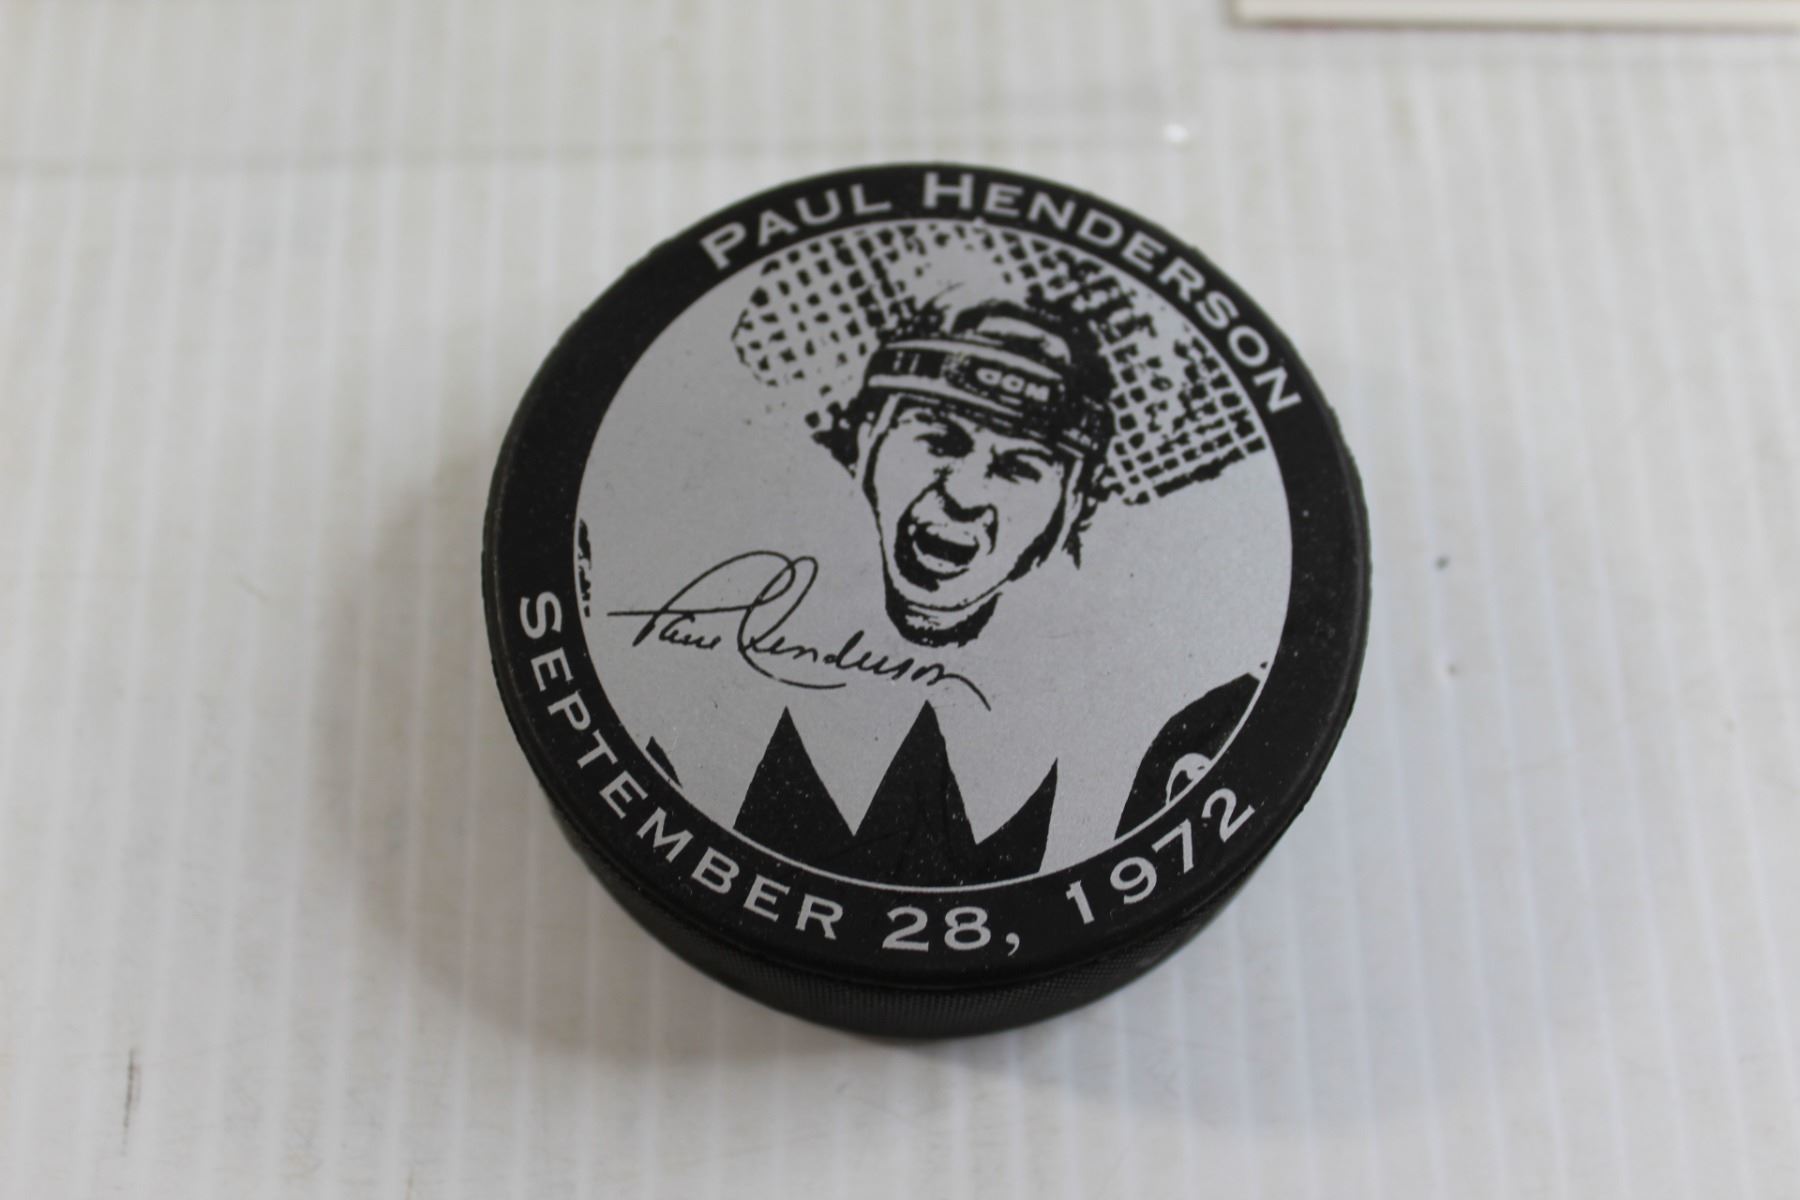 PAUL HENDERSON
CCM
Paul Henderson
SEPTEMBER 28, 1972